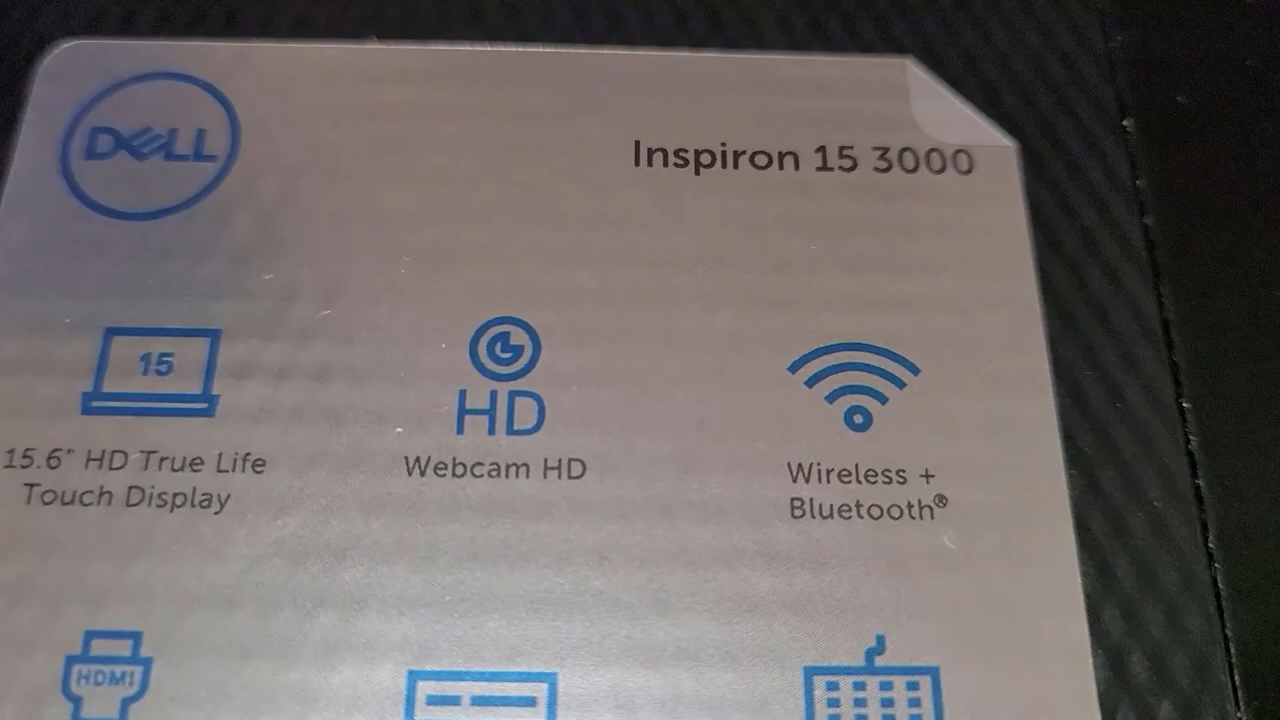 DELL
Inspiron 15 3000
15
HD
15.6" HD True Life
Touch Display
Webcam HD
Wireless +
Bluetooth®
HDMI